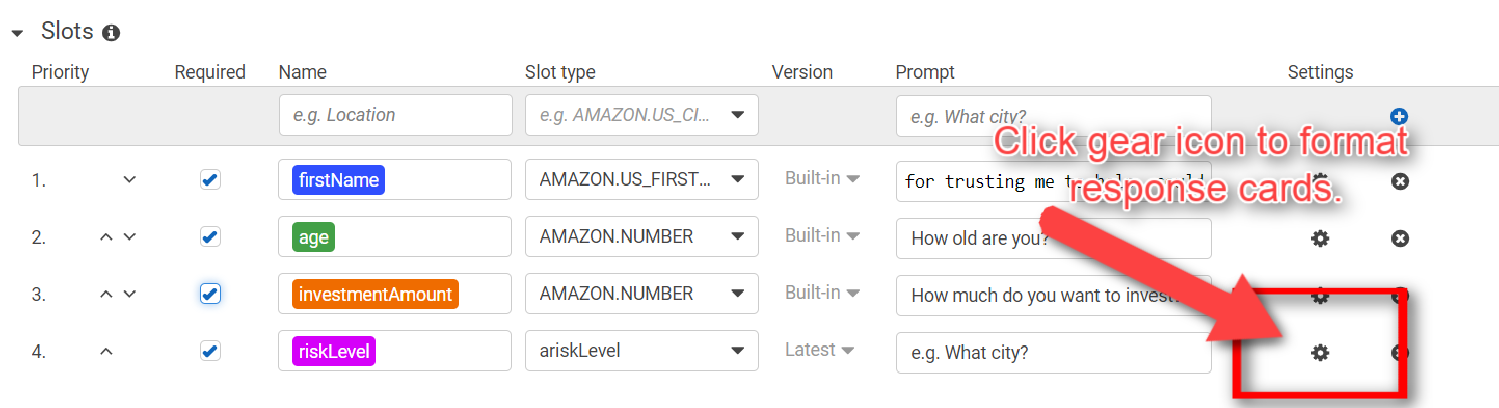 Slots
Priority Required Name Slot type Version Prompt Settings
e.g. Location e.g. AMAZON.US_CI... e.g. What city?
Click gear icon to format
response cards.
1. firstName AMAZON.US_FIRST... Built-in for trusting me
2. age AMAZON.NUMBER Built-in How old are you?
3. investmentAmount AMAZON.NUMBER Built-in How much do you want to invest
4. riskLevel ariskLevel Latest e.g. What city?